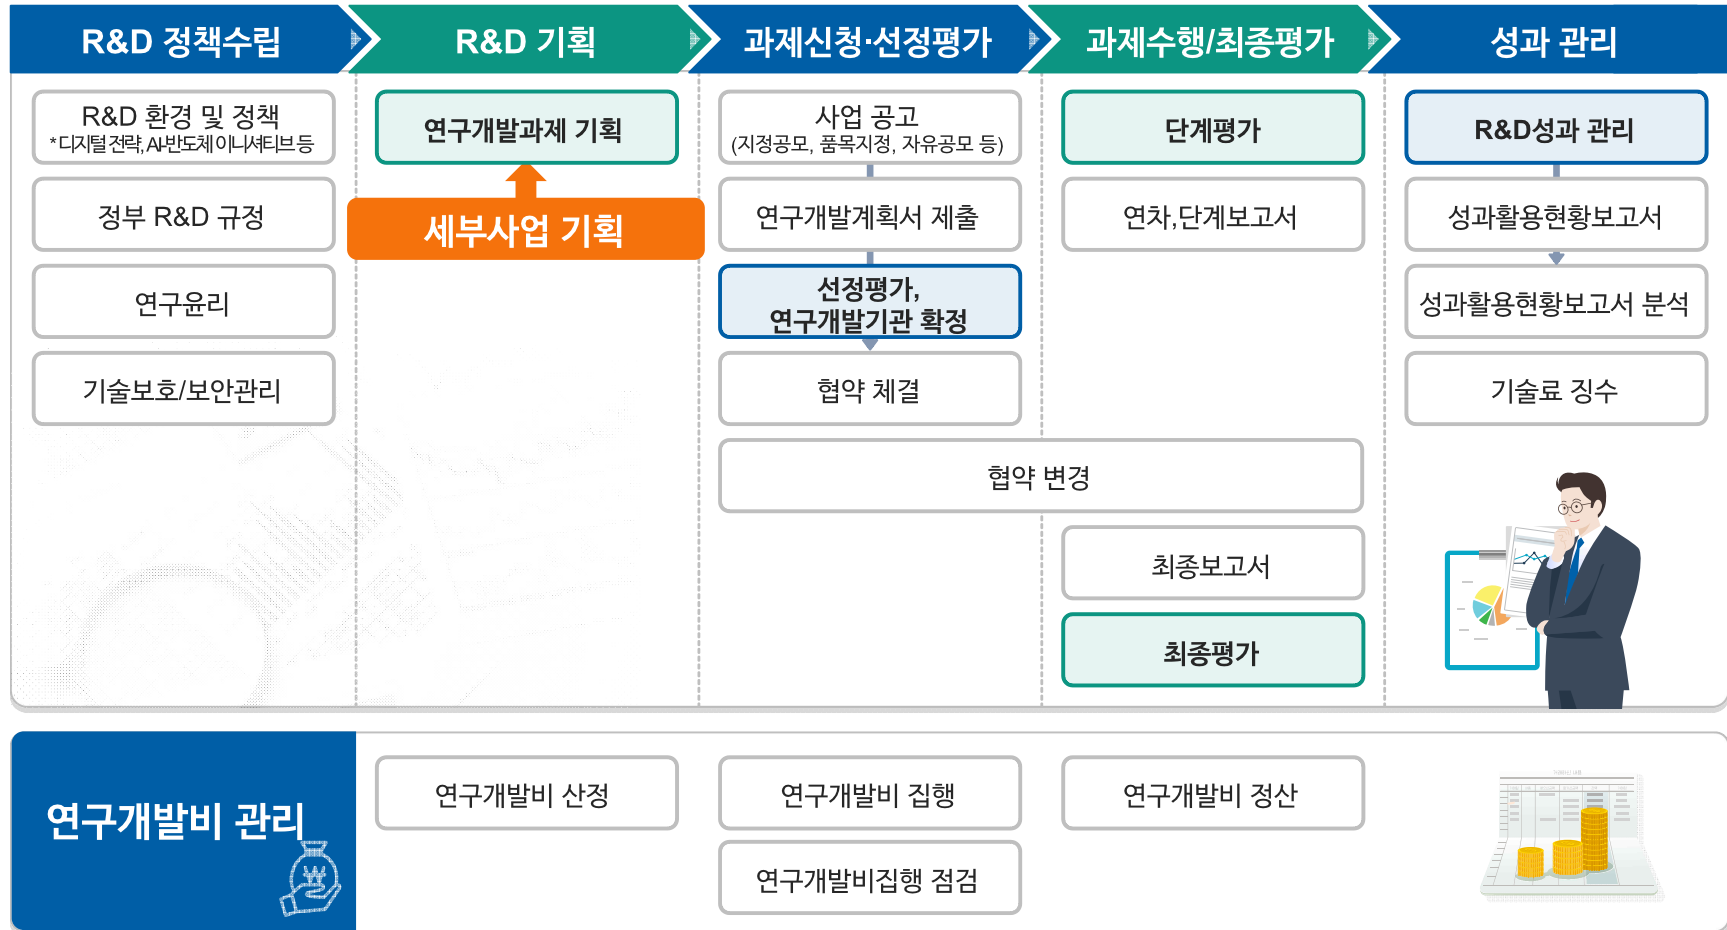 R&D 정책수립
R&D 기획
과제신청·선정평가
과제수행/최종평가
성과 관리
R&D 환경 및 정책
*디지털 전략, AI-반도체 이니셔티브 등
정부 R&D 규정
연구윤리
기술보호/보안관리
연구개발과제 기획
세부사업 기획
사업 공고
(지정공모, 품목지정, 자유공모 등)
연구개발계획서 제출
선정평가,
연구개발기관 확정
협약 체결
협약 변경
단계평가
연차,단계보고서
최종보고서
최종평가
R&D성과 관리
성과활용현황보고서
성과활용현황보고서 분석
기술료 징수
연구개발비 관리
연구개발비 산정
연구개발비 집행
연구개발비집행 점검
연구개발비 정산